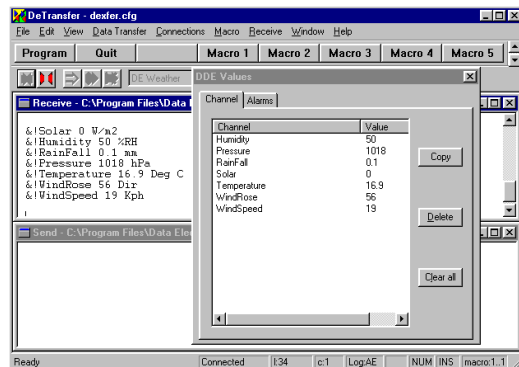 DeTransfer - dexfer.cfg
File Edit View Data Transfer Connections Macro Receive Window Help
Program Quit Macro 1 Macro 2 Macro 3 Macro 4 Macro 5
DE Weather
DDE Values
Channel Alarms
Receive - C:\Program Files\Data
&!Solar 0 W/m2
&!Humidity 50 %RH
&!RainFall 0.1 mm
&!Pressure 1018 hPa
&!Temperature 16.9 Deg C
&!WindRose 56 Dir
&!WindSpeed 19 Kph
Channel Value
Humidity 50
Pressure 1018
RainFall 0.1
Solar 0
Temperature 16.9
WindRose 56
WindSpeed 19
Copy
Delete
Clear all
Send - C:\Program Files\Data Elec
Ready Connected I:34 c:1 Log:AE NUM INS macro:1..1